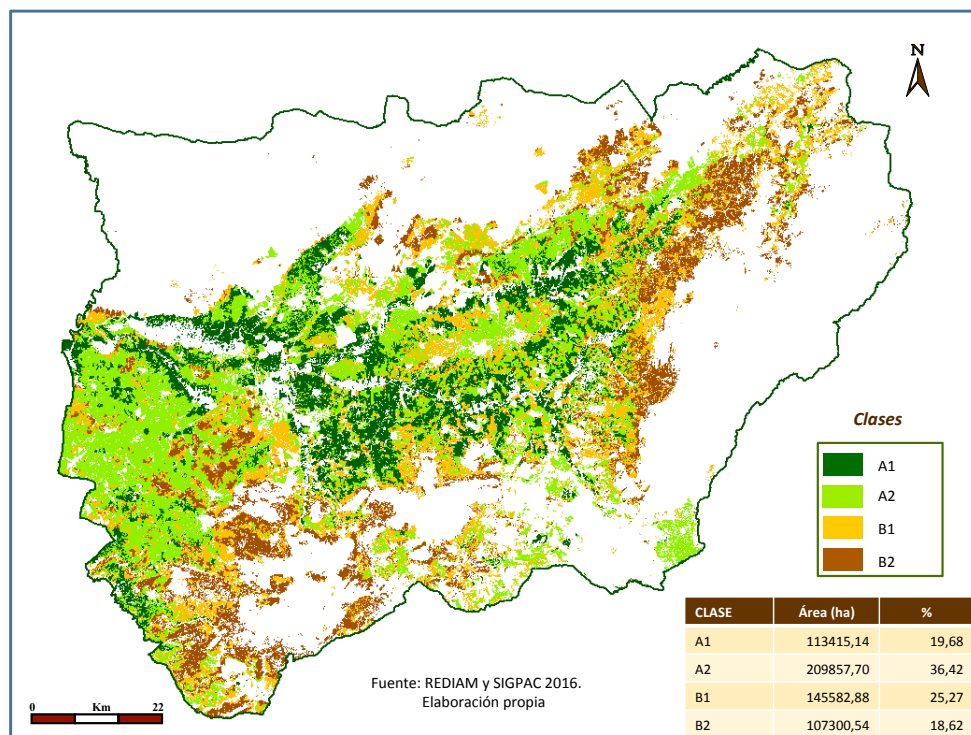 N
Clases
A1
A2
B1
B2
CLASE Área (ha) %
A1 113415,14 19,68
A2 209857,70 36,42
B1 145582,88 25,27
B2 107300,54 18,62
Fuente: REDIAM y SIGPAC 2016.
Elaboración propia
0 Km 22